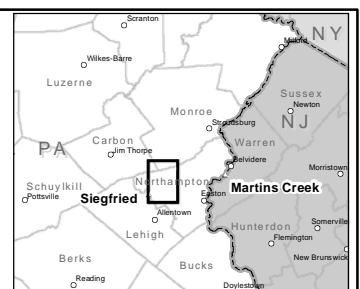 Scranton
NY
Milford
Wilkes-Barre
Luzerne
Sussex
Newton
Monroe
Stroudsburg
NJ
Carbon
Warren
PA
Jim Thorpe
Belvidere
Morristown
Northampton
Schuylkill
Martins Creek
Pottsville
Siegfried
Easton
Allentown
Somerville
Lehigh
Hunterdon
Flemington
New Brunswick
Berks
Bucks
Reading
Doylestown